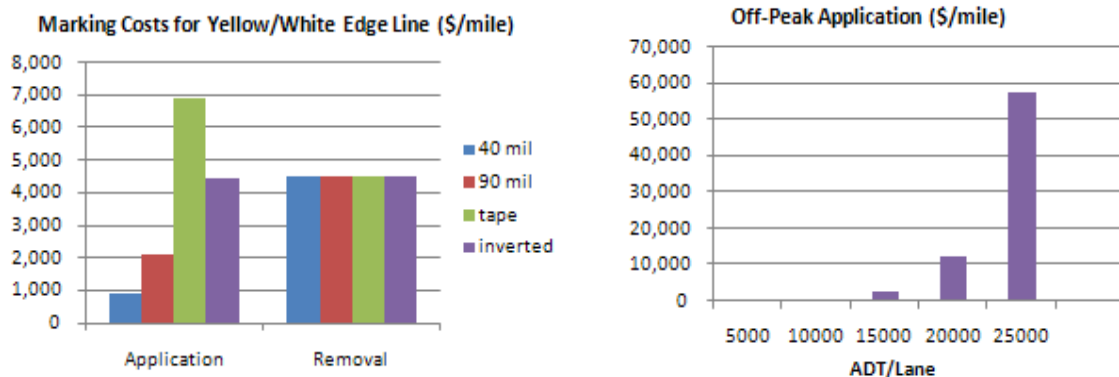 Marking Costs for Yellow/White Edge Line ($/mile)
8,000
7,000
6,000
5,000
4,000
3,000
2,000
1,000
0
Application Removal
40 mil
90 mil
tape
inverted
Off-Peak Application ($/mile)
70,000
60,000
50,000
40,000
30,000
20,000
10,000
0
5000 10000 15000 20000 25000
ADT/Lane